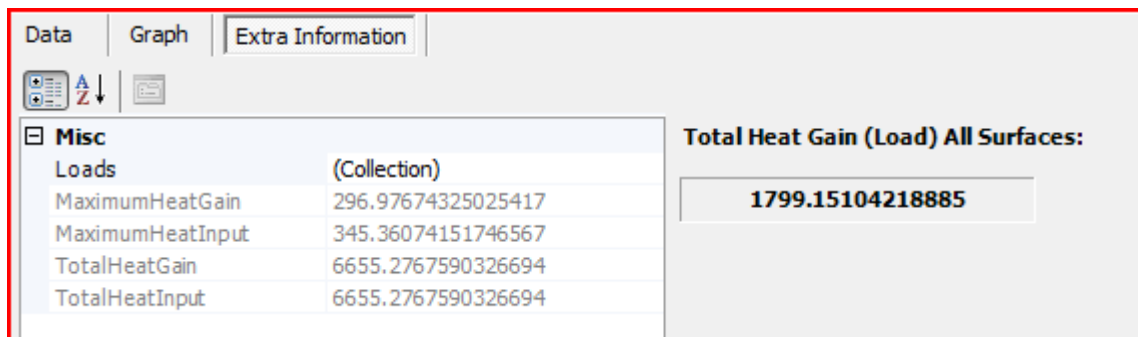 Data Graph Extra Information
A
Z
Misc
Total Heat Gain (Load) All Surfaces:
Loads (Collection)
MaximumHeatGain 296.97674325025417
1799.15104218885
MaximumHeatInput 345.36074151746567
TotalHeatGain 6655.2767590326694
TotalHeatInput 6655.2767590326694